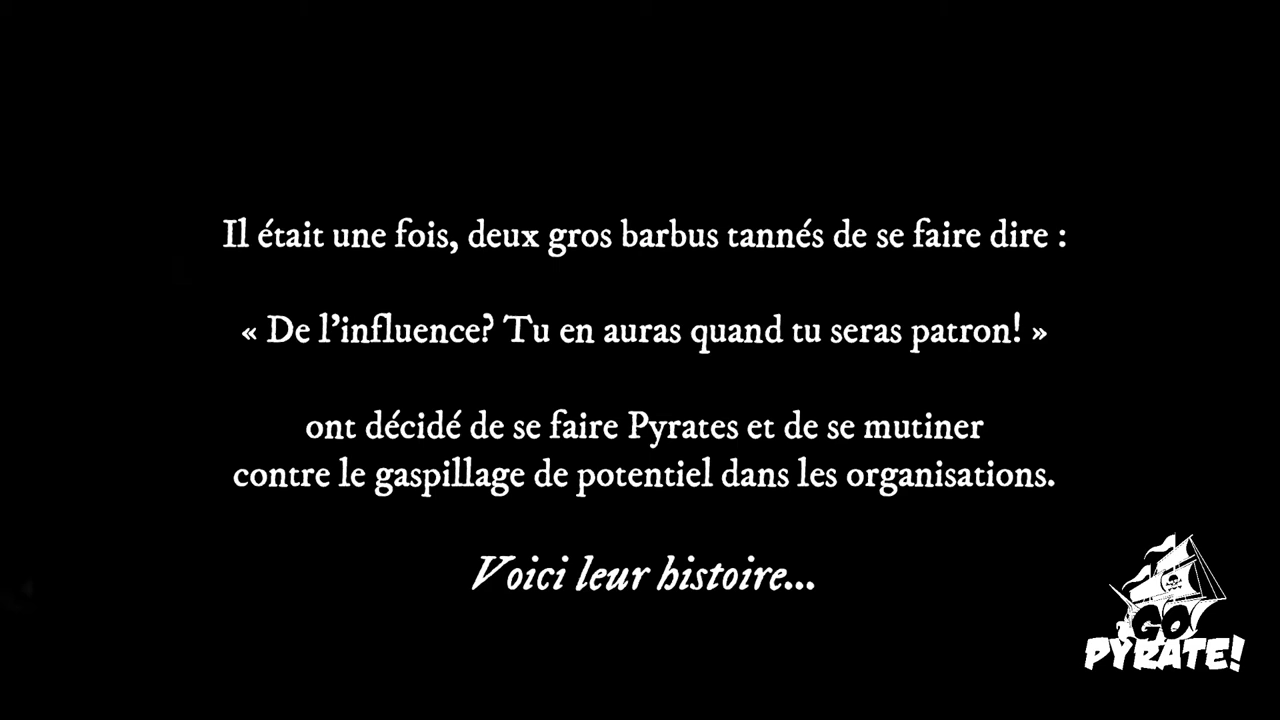 Il était une fois, deux gros barbus tannés de se faire dire :
« De l’influence? Tu en auras quand tu seras patron! »
ont décidé de se faire Pyrates et de se mutiner
contre le gaspillage de potentiel dans les organisations.
Voici leur histoire...
GO
PYRATE!